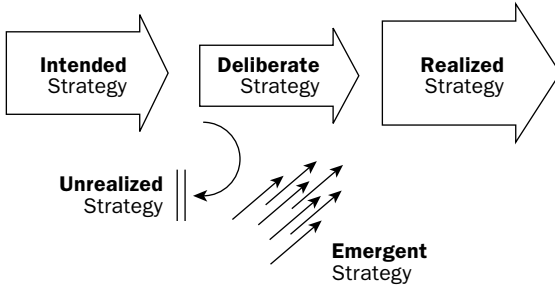 Intended
Strategy
Deliberate
Strategy
Realized
Strategy
Unrealized
Strategy
Emergent
Strategy